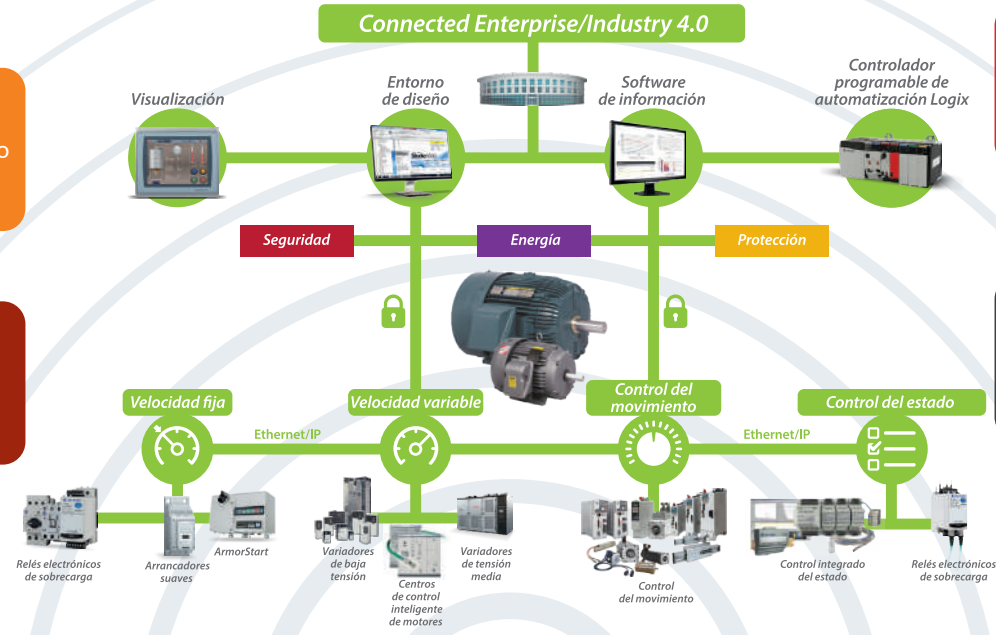 Connected Enterprise/Industry 4.0
Visualización
Entorno
de diseño
Software
de información
Controlador
programable de
automatización Logix
o
Seguridad
Energía
Protección
Velocidad fija
Velocidad variable
Control del
movimiento
Control del estado
Ethernet/IP
Ethernet/IP
Relés electrónicos
de sobrecarga
Arrancadores
suaves
ArmorStart
Variadores
de baja
tensión
Centros
de control
inteligente
de motores
Variadores
de tensión
media
Control
del movimiento
Control integrado
del estado
Relés electrónicos
de sobrecarga